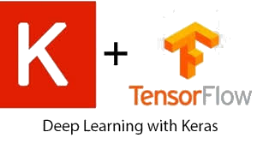 K +
TensorFlow
Deep Learning with Keras